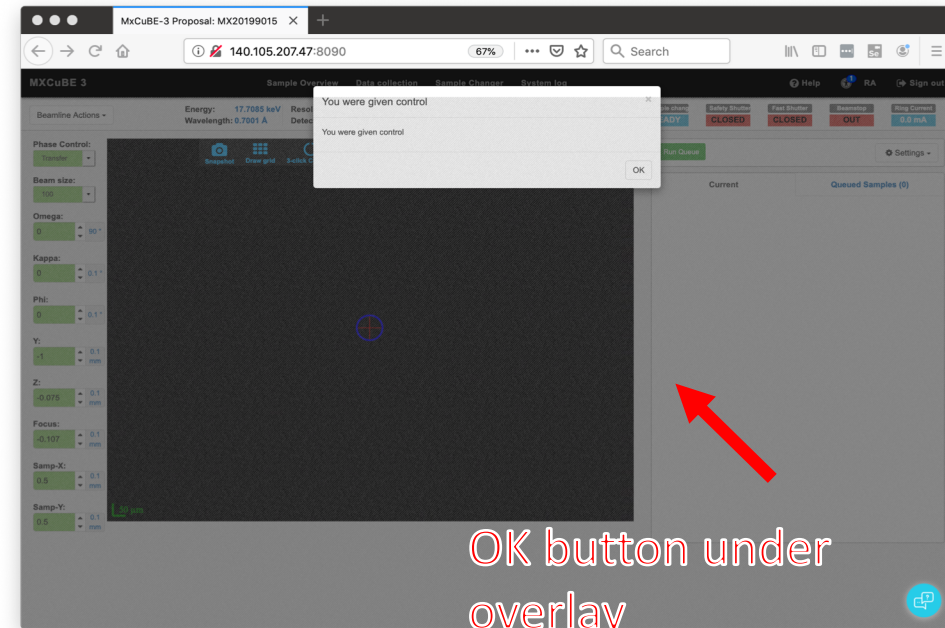 MxCuBE-3 Proposal: MX20199015
140.105.207.47:8090
67%
Search
MXCuBE 3
Sample Overview Data collection Sample Changer System log
Help
RA
Sign out
Beamline Actions
Energy: 17.7085 keV
Wavelength: 0.7001 Å
Resol
Detec
You were given control
You were given control
OK
Safety Shutter
CLOSED
Fast Shutter
CLOSED
Beamstop
OUT
Ring Current
0.0 mA
Phase Control:
Transfer
Snapshot
Draw grid
3-click C
Run Queue
Settings
Current
Queued Samples (0)
Beam size:
100
Omega:
0 90 °
Kappa:
0 0.1 °
Phi:
0 0.1 °
Y:
-1 0.1 mm
Z:
-0.075 0.1 mm
Focus:
-0.107 0.1 mm
Samp-X:
0.5 0.1 mm
Samp-Y:
0.5 0.1 mm
50 µm
OK button under
overlay